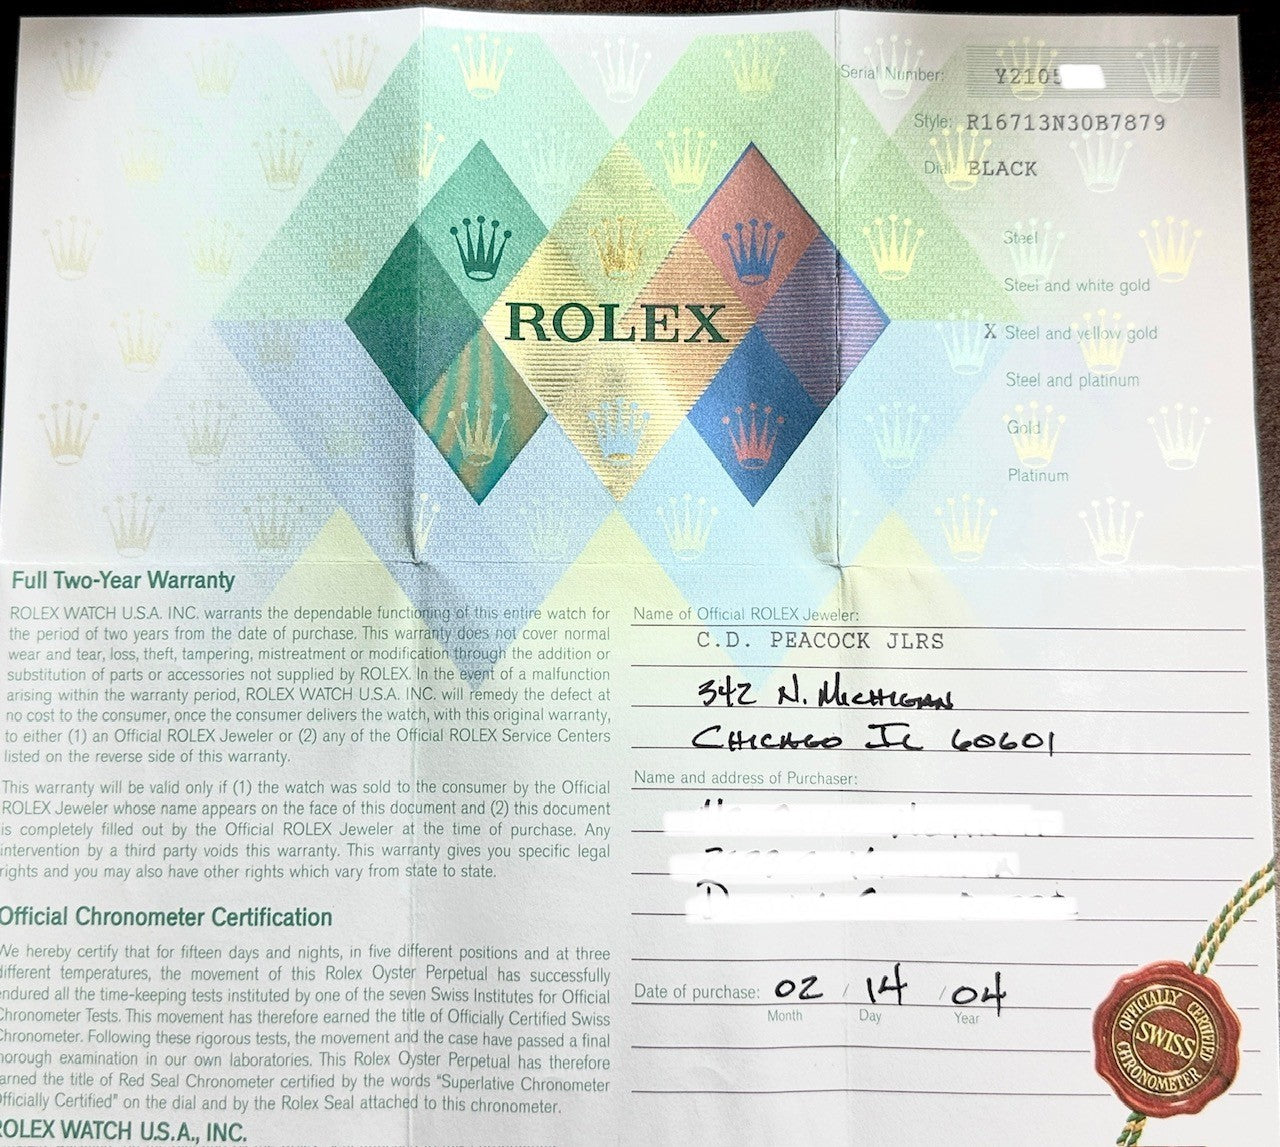 Serial Number: Y2105
Style: R16713N30B7879
Dial: BLACK
Steel
Steel and white gold
X Steel and yellow gold
Steel and platinum
Gold
Platinum
ROLEX
Full Two-Year Warranty
ROLEX WATCH U.S.A. INC. warrants the dependable functioning of this entire watch for
the period of two years from the date of purchase. This warranty does not cover normal
wear and tear, loss, theft, tampering, mistreatment or modification through the addition or
substitution of parts or accessories not supplied by ROLEX. In the event of a malfunction
arising within the warranty period, ROLEX WATCH U.S.A. INC. will remedy the defect at
no cost to the consumer, once the consumer delivers the watch, with this original warranty,
to either (1) an Official ROLEX Jeweler or (2) any of the Official ROLEX Service Centers
listed on the reverse side of this warranty.
This warranty will be valid only if (1) the watch was sold to the consumer by the Official
ROLEX Jeweler whose name appears on the face of this document and (2) this document
is completely filled out by the Official ROLEX Jeweler at the time of purchase. Any
intervention by a third party voids this warranty. This warranty gives you specific legal
rights and you may also have other rights which vary from state to state.
Official Chronometer Certification
We hereby certify that for fifteen days and nights, in five different positions and at three
different temperatures, the movement of this Rolex Oyster Perpetual has successfully
endured all the time-keeping tests instituted by one of the seven Swiss Institutes for Official
Chronometer Tests. This movement has therefore earned the title of Officially Certified Swiss
Chronometer. Following these rigorous tests, the movement and the case have passed a final
horough examination in our own laboratories. This Rolex Oyster Perpetual has therefore
arned the title of Red Seal Chronometer certified by the words "Superlative Chronometer
Officially Certified" on the dial and by the Rolex Seal attached to this chronometer.
ROLEX WATCH U.S.A., INC.
Name of Official ROLEX Jeweler:
C.D. PEACOCK JLRS
342 N. MICHIGAN
CHICAGO IL 60601
Name and address of Purchaser:
Date of purchase: 02 / 14 / 04
Month Day Year
OFFICIALLY CERTIFIED
SWISS
CHRONOMETER